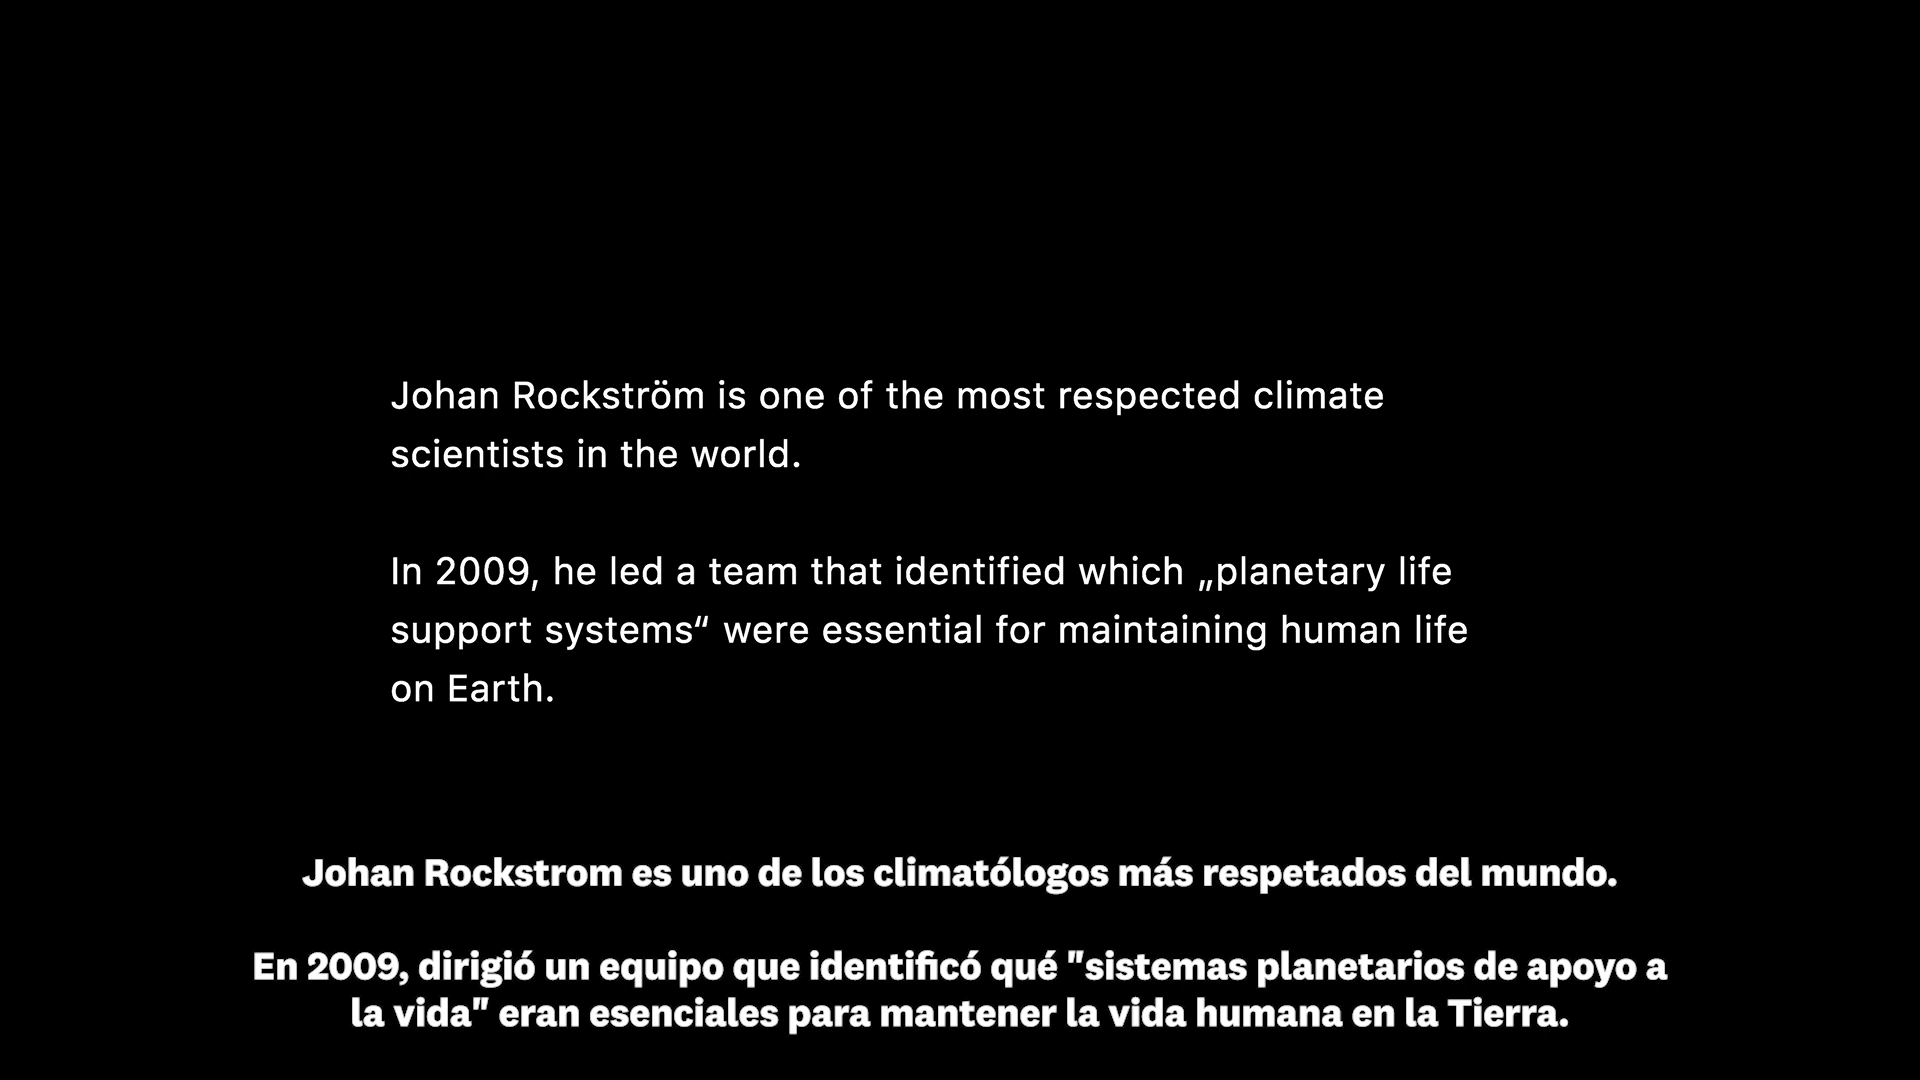 Johan Rockström is one of the most respected climate
scientists in the world.
In 2009, he led a team that identified which „planetary life
support systems“ were essential for maintaining human life
on Earth.
Johan Rockstrom es uno de los climatólogos más respetados del mundo.
En 2009, dirigió un equipo que identificó qué "sistemas planetarios de apoyo a
la vida" eran esenciales para mantener la vida humana en la Tierra.